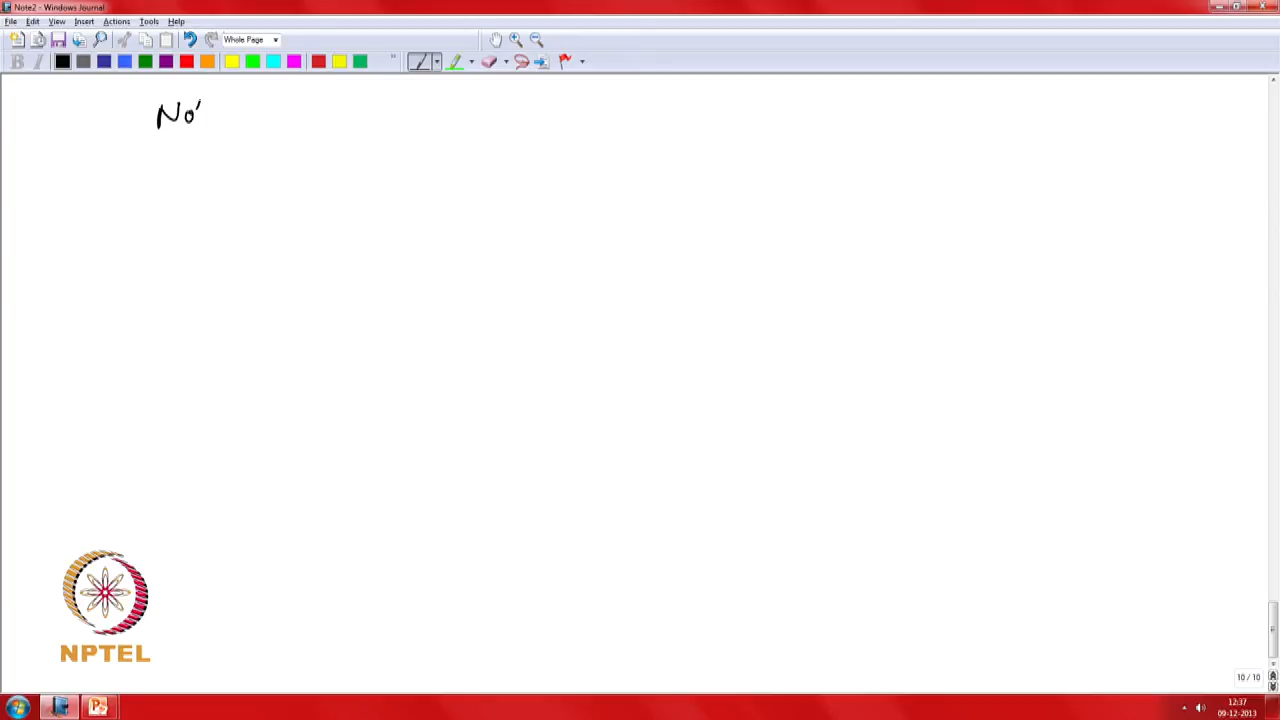 Note2 - Windows Journal
File Edit View Insert Actions Tools Help
Whole Page
B I
No'
NPTEL
10 / 10
12:37
09-12-2013